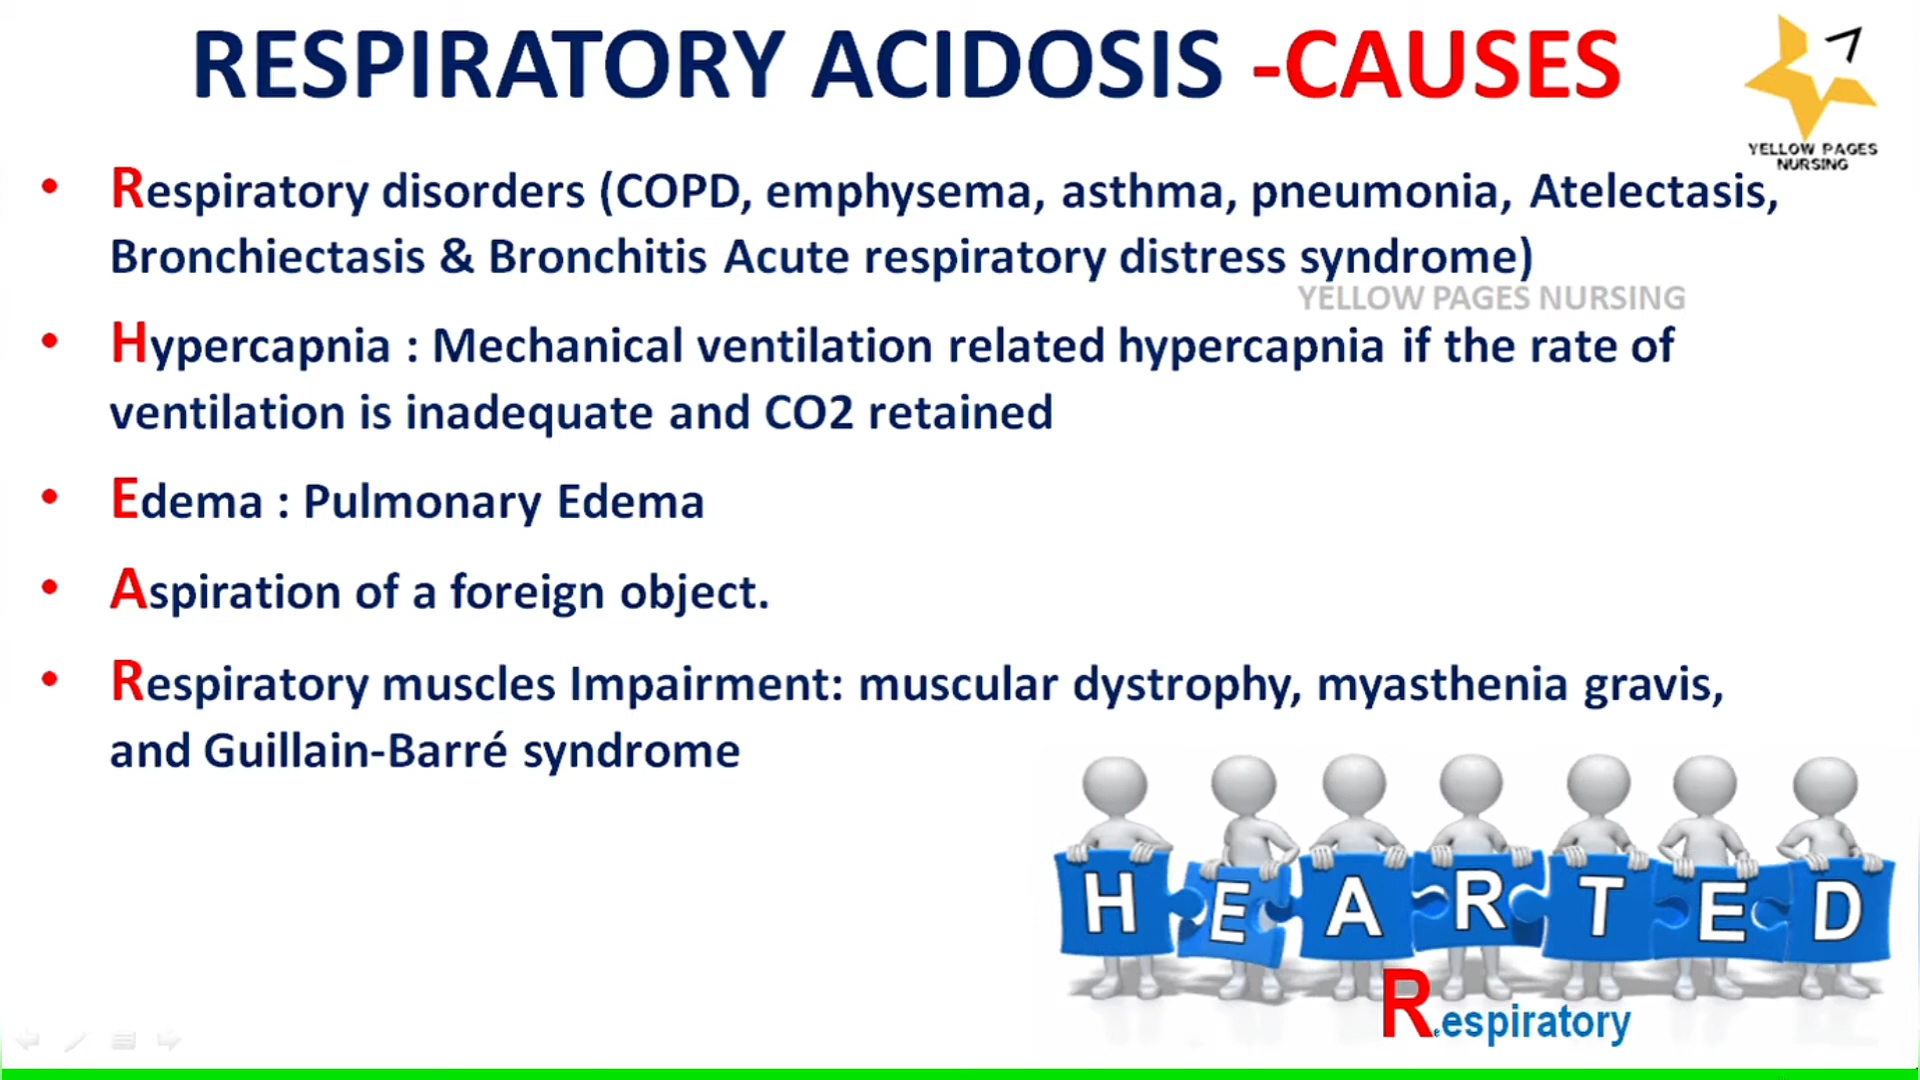 RESPIRATORY ACIDOSIS -CAUSES
YELLOW PAGES
NURSING
• Respiratory disorders (COPD, emphysema, asthma, pneumonia, Atelectasis,
Bronchiectasis & Bronchitis Acute respiratory distress syndrome)
YELLOW PAGES NURSING
• Hypercapnia : Mechanical ventilation related hypercapnia if the rate of
ventilation is inadequate and CO2 retained
• Edema : Pulmonary Edema
• Aspiration of a foreign object.
• Respiratory muscles Impairment: muscular dystrophy, myasthenia gravis,
and Guillain-Barré syndrome
HEARTED
R.espiratory